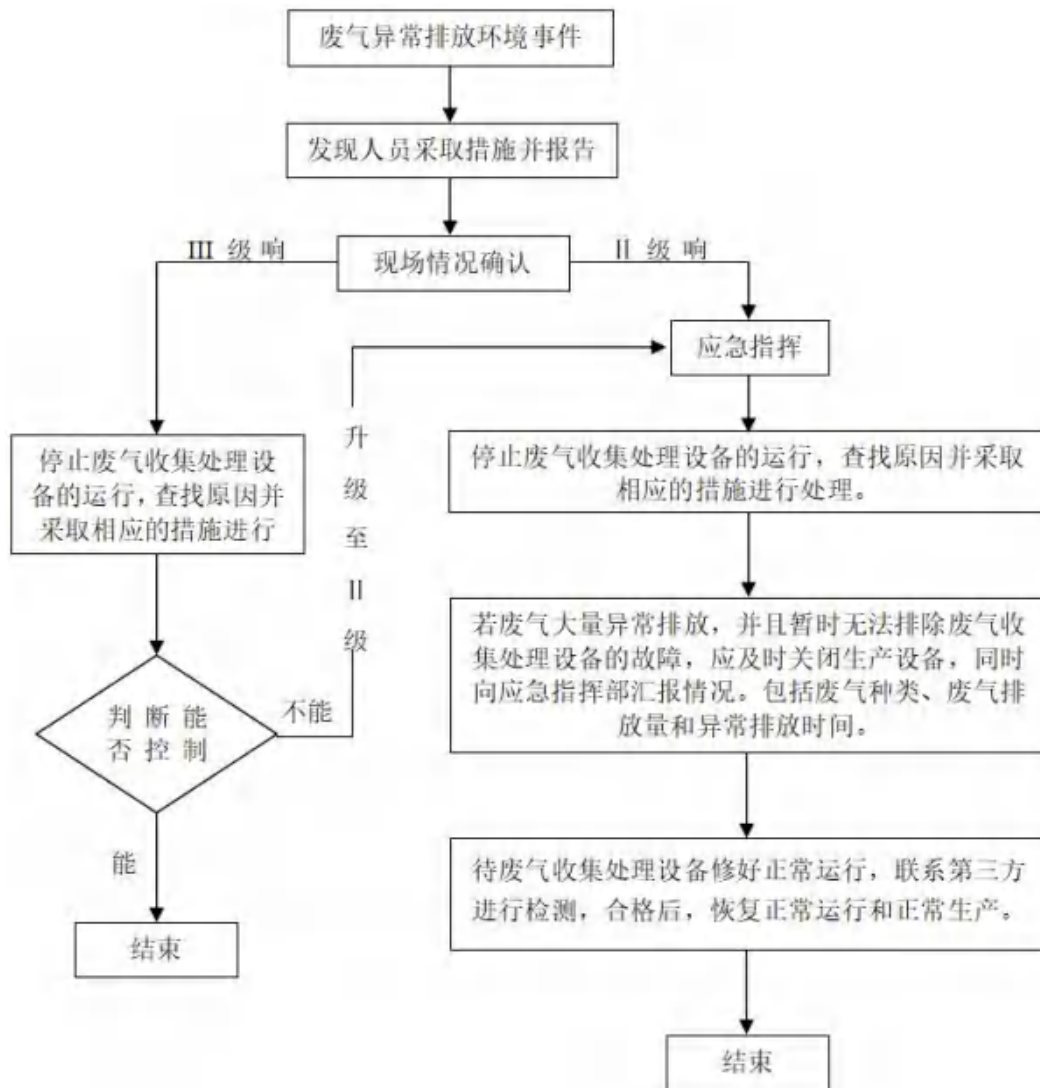 废气异常排放环境事件
发现人员采取措施并报告
III 级 响
现场情况确认
II 级 响
应急指挥
停止废气收集处理设
备的运行，查找原因并
采取相应的措施进行
升
级
至
II
级
停止废气收集处理设备的运行，查找原因并采取
相应的措施进行处理。
若废气大量异常排放，并且暂时无法排除废气收
集处理设备的故障，应及时关闭生产设备，同时
向应急指挥部汇报情况。包括废气种类、废气排
放量和异常排放时间。
判 断 能
否 控 制
不能
能
待废气收集处理设备修好正常运行，联系第三方
进行检测，合格后，恢复正常运行和正常生产。
结束
结束